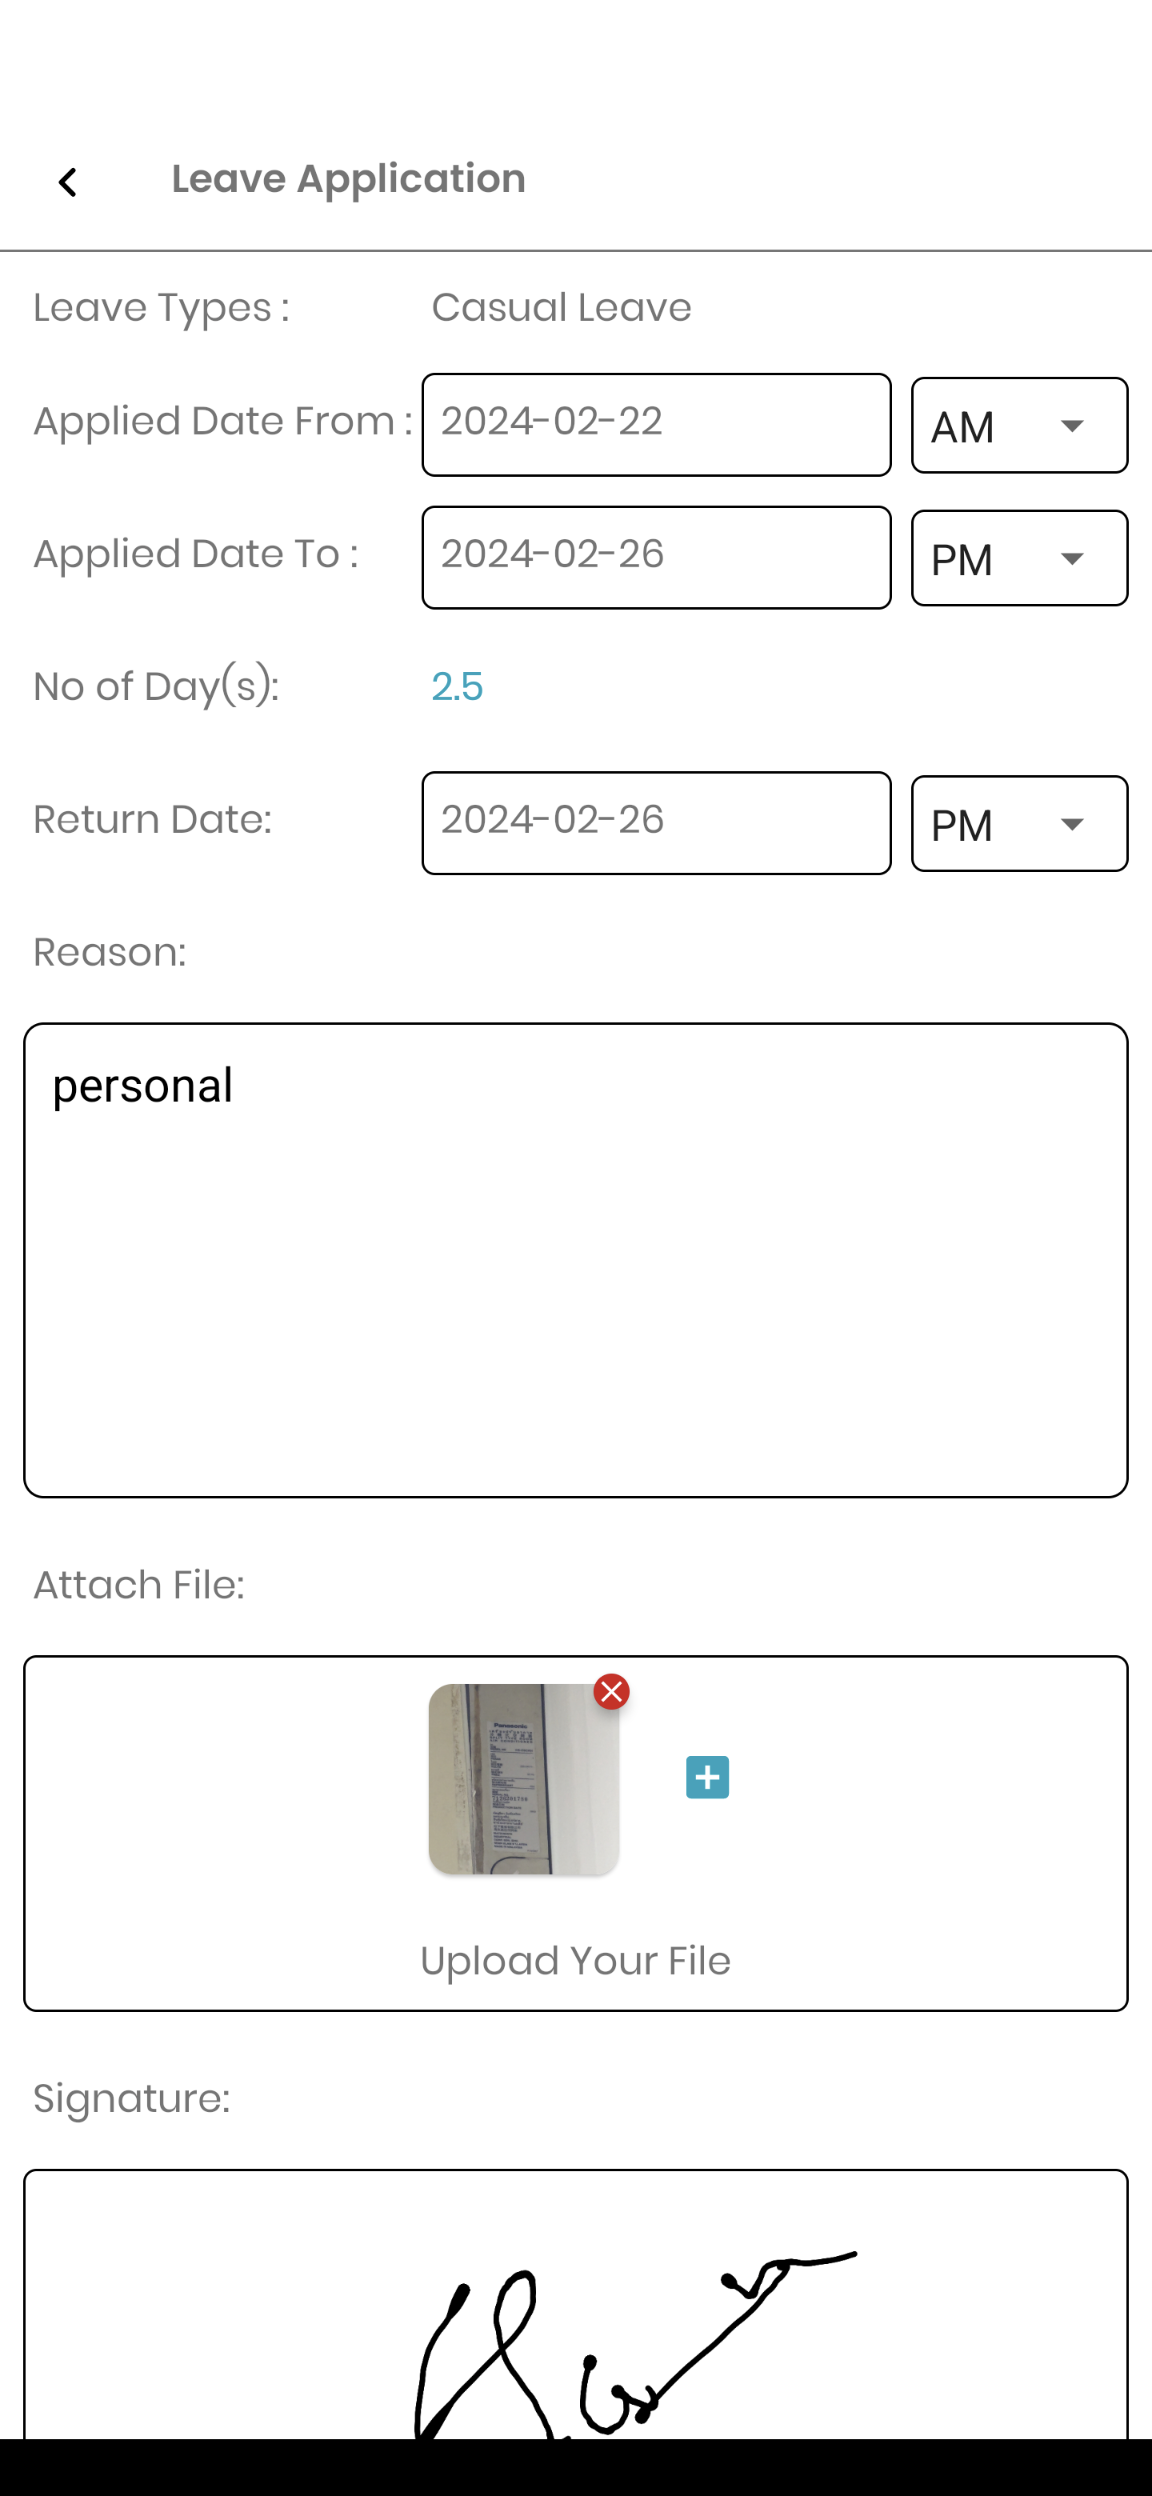 Leave Application
Leave Types : Casual Leave
Applied Date From : 2024-02-22 AM
Applied Date To : 2024-02-26 PM
No of Day(s): 2.5
Return Date: 2024-02-26 PM
Reason:
personal
Attach File:
Panasonic
Upload Your File
Signature: